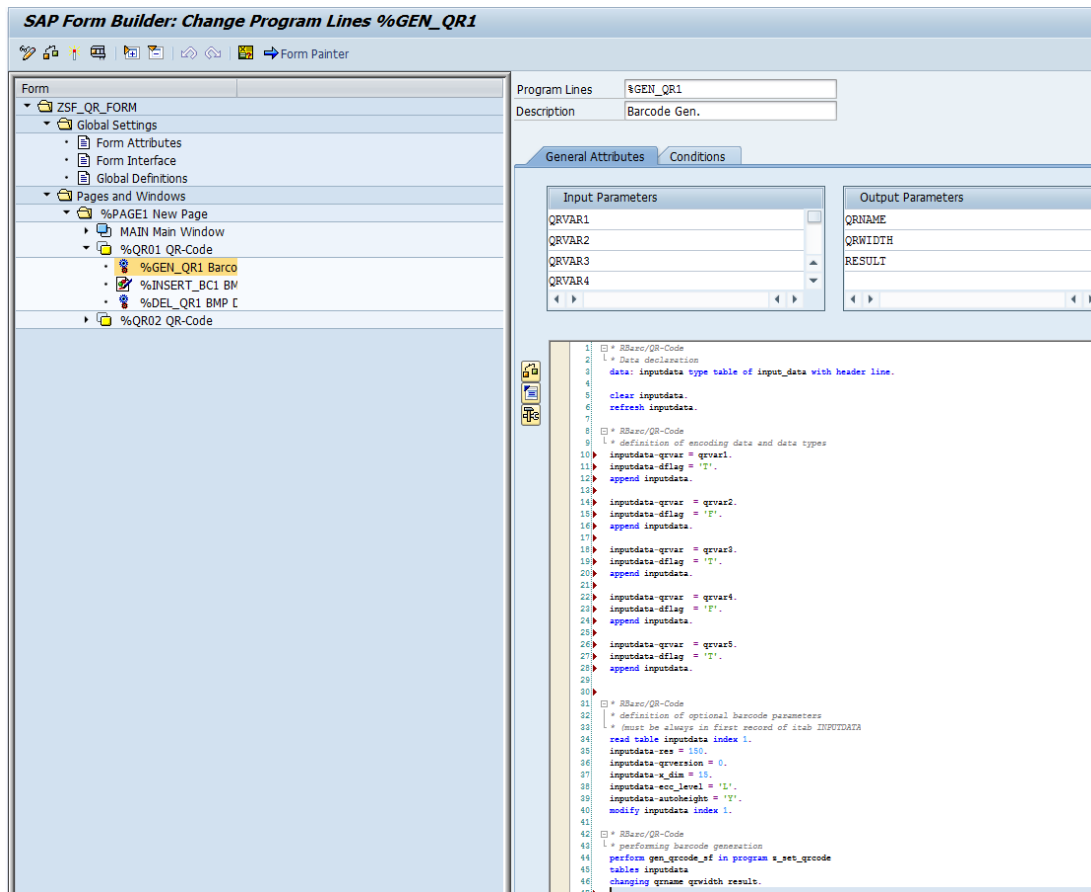 SAP Form Builder: Change Program Lines %GEN_QR1
Form Painter
Form
ZSF_QR_FORM
Global Settings
Form Attributes
Form Interface
Global Definitions
Pages and Windows
%PAGE1 New Page
MAIN Main Window
%QR01 QR-Code
%GEN_QR1 Barco
%INSERT_BC1 BM
%DEL_QR1 BMP D
%QR02 QR-Code
Program Lines %GEN_QR1
Description Barcode Gen.
General Attributes Conditions
Input Parameters Output Parameters
QRVAR1 QRNAME
QRVAR2 QRWIDTH
QRVAR3 RESULT
QRVAR4
1 * RBarc/QR-Code
2 * Data declaration
3 data: inputdata type table of input_data with header line.
4
5 clear inputdata.
6 refresh inputdata.
7
8 * RBarc/QR-Code
9 * definition of encoding data and data types
10 inputdata-qrvar = qrvar1.
11 inputdata-dflag = 'T'.
12 append inputdata.
13
14 inputdata-qrvar = qrvar2.
15 inputdata-dflag = 'F'.
16 append inputdata.
17
18 inputdata-qrvar = qrvar3.
19 inputdata-dflag = 'T'.
20 append inputdata.
21
22 inputdata-qrvar = qrvar4.
23 inputdata-dflag = 'F'.
24 append inputdata.
25
26 inputdata-qrvar = qrvar5.
27 inputdata-dflag = 'T'.
28 append inputdata.
29
30
31 * RBarc/QR-Code
32 * definition of optional barcode parameters
33 * (must be always in first record of itab INPUTDATA
34 read table inputdata index 1.
35 inputdata-res = 150.
36 inputdata-qrversion = 0.
37 inputdata-x_dim = 15.
38 inputdata-ecc_level = 'L'.
39 inputdata-autoheight = 'Y'.
40 modify inputdata index 1.
41
42 * RBarc/QR-Code
43 * performing barcode generation
44 perform gen_qrcode_sf in program z_set_qrcode
45 tables inputdata
46 changing qrname qrwidth result.